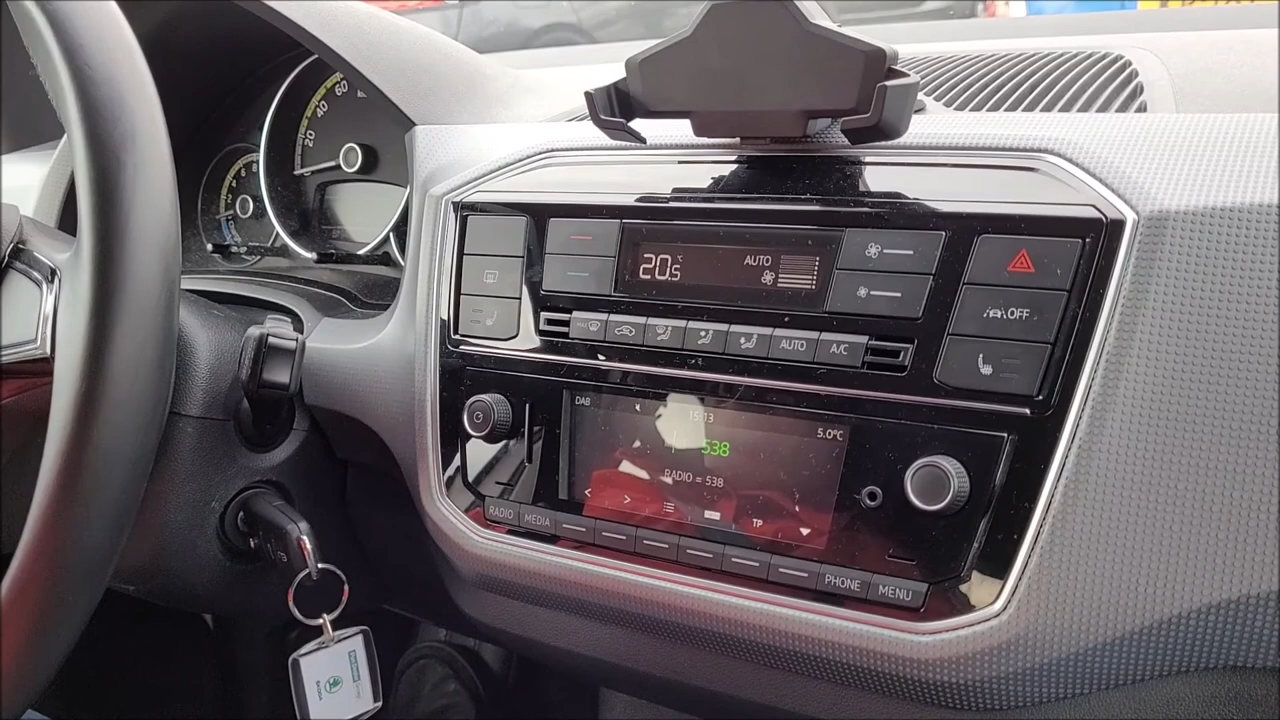 60
40
20
20.5 °C
AUTO
OFF
MAX
AUTO
A/C
DAB
15:13
5.0°C
538
RADIO = 538
TP
RADIO
MEDIA
PHONE
MENU
ŠKODA